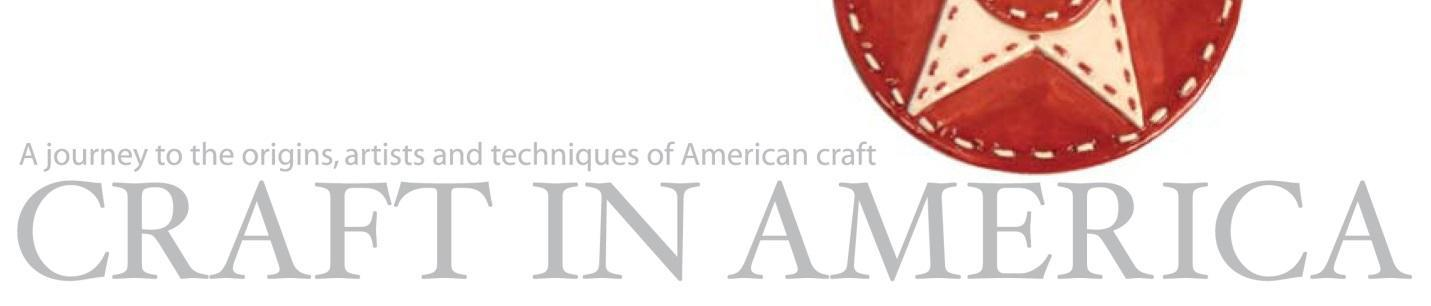 A journey to the origins, artists and techniques of American craft
CRAFT IN AMERICA